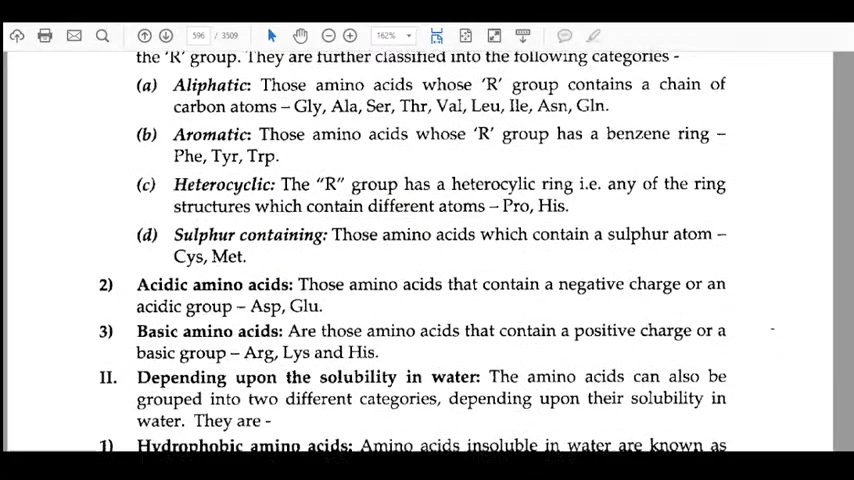 596 / 3509
162%
the 'R' group. They are further classified into the following categories -
(a) Aliphatic: Those amino acids whose 'R' group contains a chain of
carbon atoms – Gly, Ala, Ser, Thr, Val, Leu, Ile, Asn, Gln.
(b) Aromatic: Those amino acids whose 'R' group has a benzene ring –
Phe, Tyr, Trp.
(c) Heterocyclic: The "R" group has a heterocylic ring i.e. any of the ring
structures which contain different atoms – Pro, His.
(d) Sulphur containing: Those amino acids which contain a sulphur atom –
Cys, Met.
2) Acidic amino acids: Those amino acids that contain a negative charge or an
acidic group – Asp, Glu.
3) Basic amino acids: Are those amino acids that contain a positive charge or a
basic group – Arg, Lys and His.
II. Depending upon the solubility in water: The amino acids can also be
grouped into two different categories, depending upon their solubility in
water. They are -
1) Hydrophobic amino acids: Amino acids insoluble in water are known as